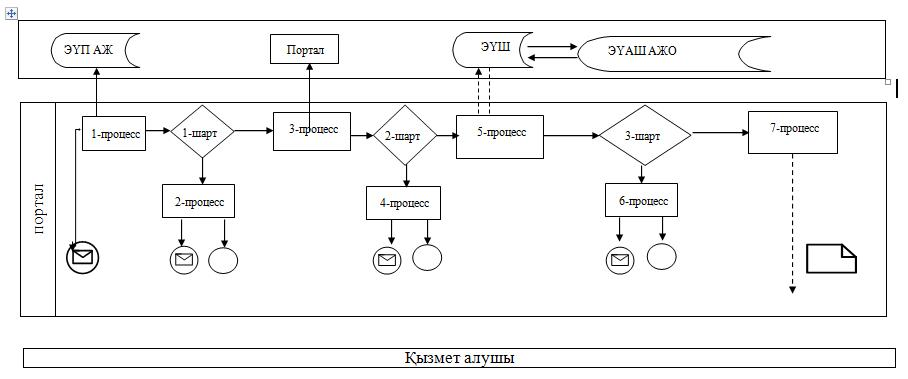 ЭҮП АЖ
Портал
ЭҮШ
ЭҮАШ АЖО
портал
1-процесс
1-шарт
3-процесс
2-шарт
5-процесс
3-шарт
7-процесс
2-процесс
4-процесс
6-процесс
Қызмет алушы